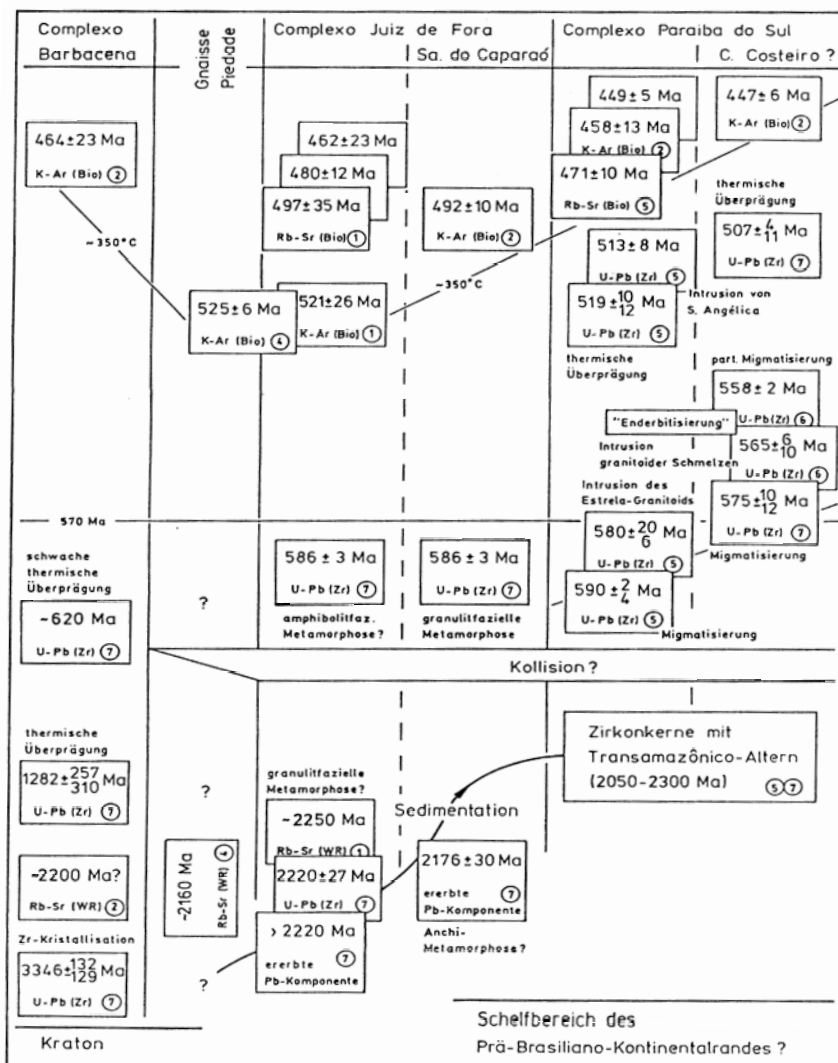 Complexo
Barbacena
Gnaisse
Piedade
Complexo Juiz de Fora
Sa. do Caparaó
Complexo Paraiba do Sul
C. Costeiro ?
464±23 Ma
K-Ar (Bio) ②
~350°C
525±6 Ma
K-Ar (Bio) ④
462±23 Ma
480±12 Ma
497±35 Ma
Rb-Sr (Bio) ①
521±26 Ma
K-Ar (Bio) ①
492±10 Ma
K-Ar (Bio) ②
~350°C
449±5 Ma
458±13 Ma
K-Ar (Bio) ②
471±10 Ma
Rb-Sr (Bio) ⑤
447±6 Ma
K-Ar (Bio) ②
thermische
Überprägung
507± 4/11 Ma
U-Pb (Zr) ⑦
513±8 Ma
U-Pb (Zr) ⑤
Intrusion von
S. Angélica
519± 10/12 Ma
U-Pb (Zr) ⑤
thermische
Überprägung
part. Migmatisierung
558±2 Ma
U-Pb (Zr) ⑥
"Enderbitisierung"
Intrusion
granitoider Schmelzen
565± 6/10 Ma
U-Pb (Zr) ⑥
Intrusion des
Estrela-Granitoids
575± 10/12 Ma
U-Pb (Zr) ⑦
Migmatisierung
570 Ma
580± 20/6 Ma
U-Pb (Zr) ⑤
590± 2/4 Ma
U-Pb (Zr) ⑤
Migmatisierung
schwache
thermische
Überprägung
~620 Ma
U-Pb (Zr) ⑦
?
586±3 Ma
U-Pb (Zr) ⑦
amphibolitfaz.
Metamorphose?
586±3 Ma
U-Pb (Zr) ⑦
granulitfazielle
Metamorphose
Kollision ?
thermische
Überprägung
1282± 257/310 Ma
U-Pb (Zr) ⑦
?
granulitfazielle
Metamorphose?
~2250 Ma
Rb-Sr (WR) ①
2220±27 Ma
U-Pb (Zr) ⑦
> 2220 Ma
ererbte ⑦
Pb-Komponente
Sedimentation
Zirkonkerne mit
Transamazônico-Altern
(2050-2300 Ma) ⑤⑦
2176±30 Ma
ererbte ⑦
Pb-Komponente
Anchi-
Metamorphose?
~2200 Ma?
Rb-Sr (WR) ②
~2160 Ma
Rb-Sr (WR) ④
Zr-Kristallisation
3346± 132/129 Ma
U-Pb (Zr) ⑦
?
Kraton
Schelfbereich des
Prä-Brasiliano-Kontinentalrandes ?